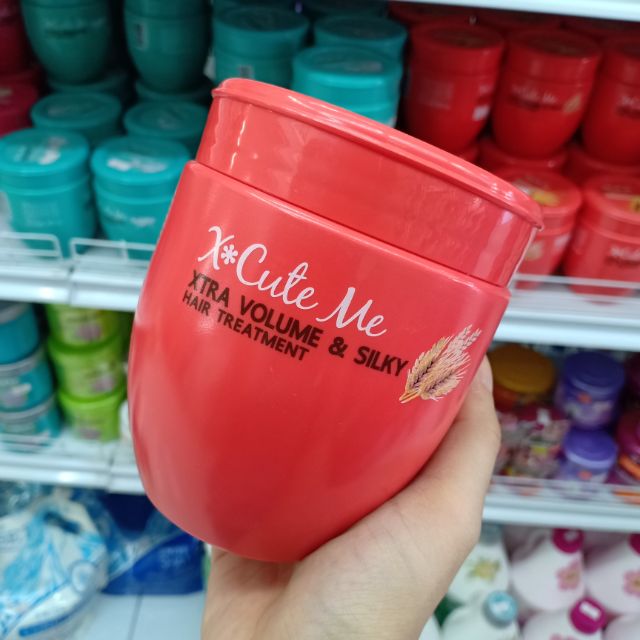 X*Cute Me
XTRA VOLUME & SILKY
HAIR TREATMENT